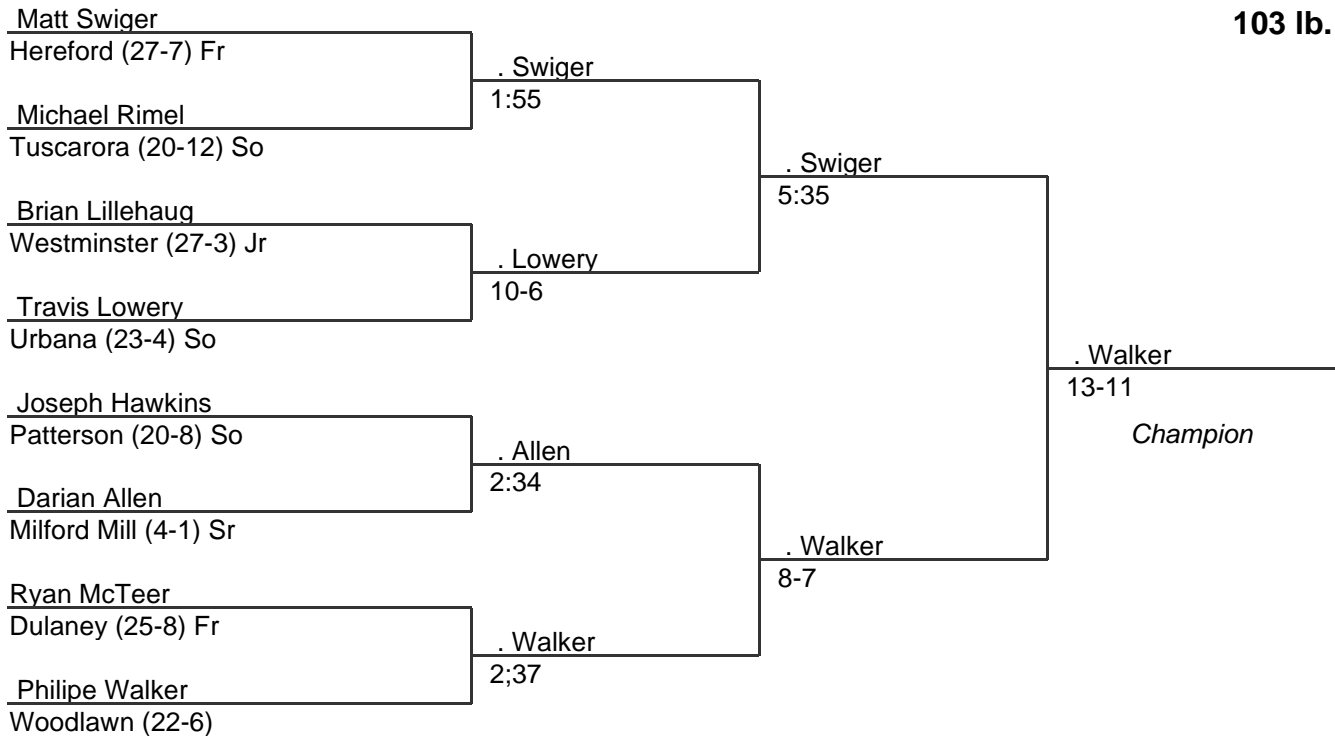 103 lb.
Matt Swiger
Hereford (27-7) Fr
Michael Rimel
Tuscarora (20-12) So
Brian Lillehaug
Westminster (27-3) Jr
Travis Lowery
Urbana (23-4) So
Joseph Hawkins
Patterson (20-8) So
Darian Allen
Milford Mill (4-1) Sr
Ryan McTeer
Dulaney (25-8) Fr
Philipe Walker
Woodlawn (22-6)
. Swiger
1:55
. Lowery
10-6
. Allen
2:34
. Walker
2;37
. Swiger
5:35
. Walker
8-7
. Walker
13-11
Champion